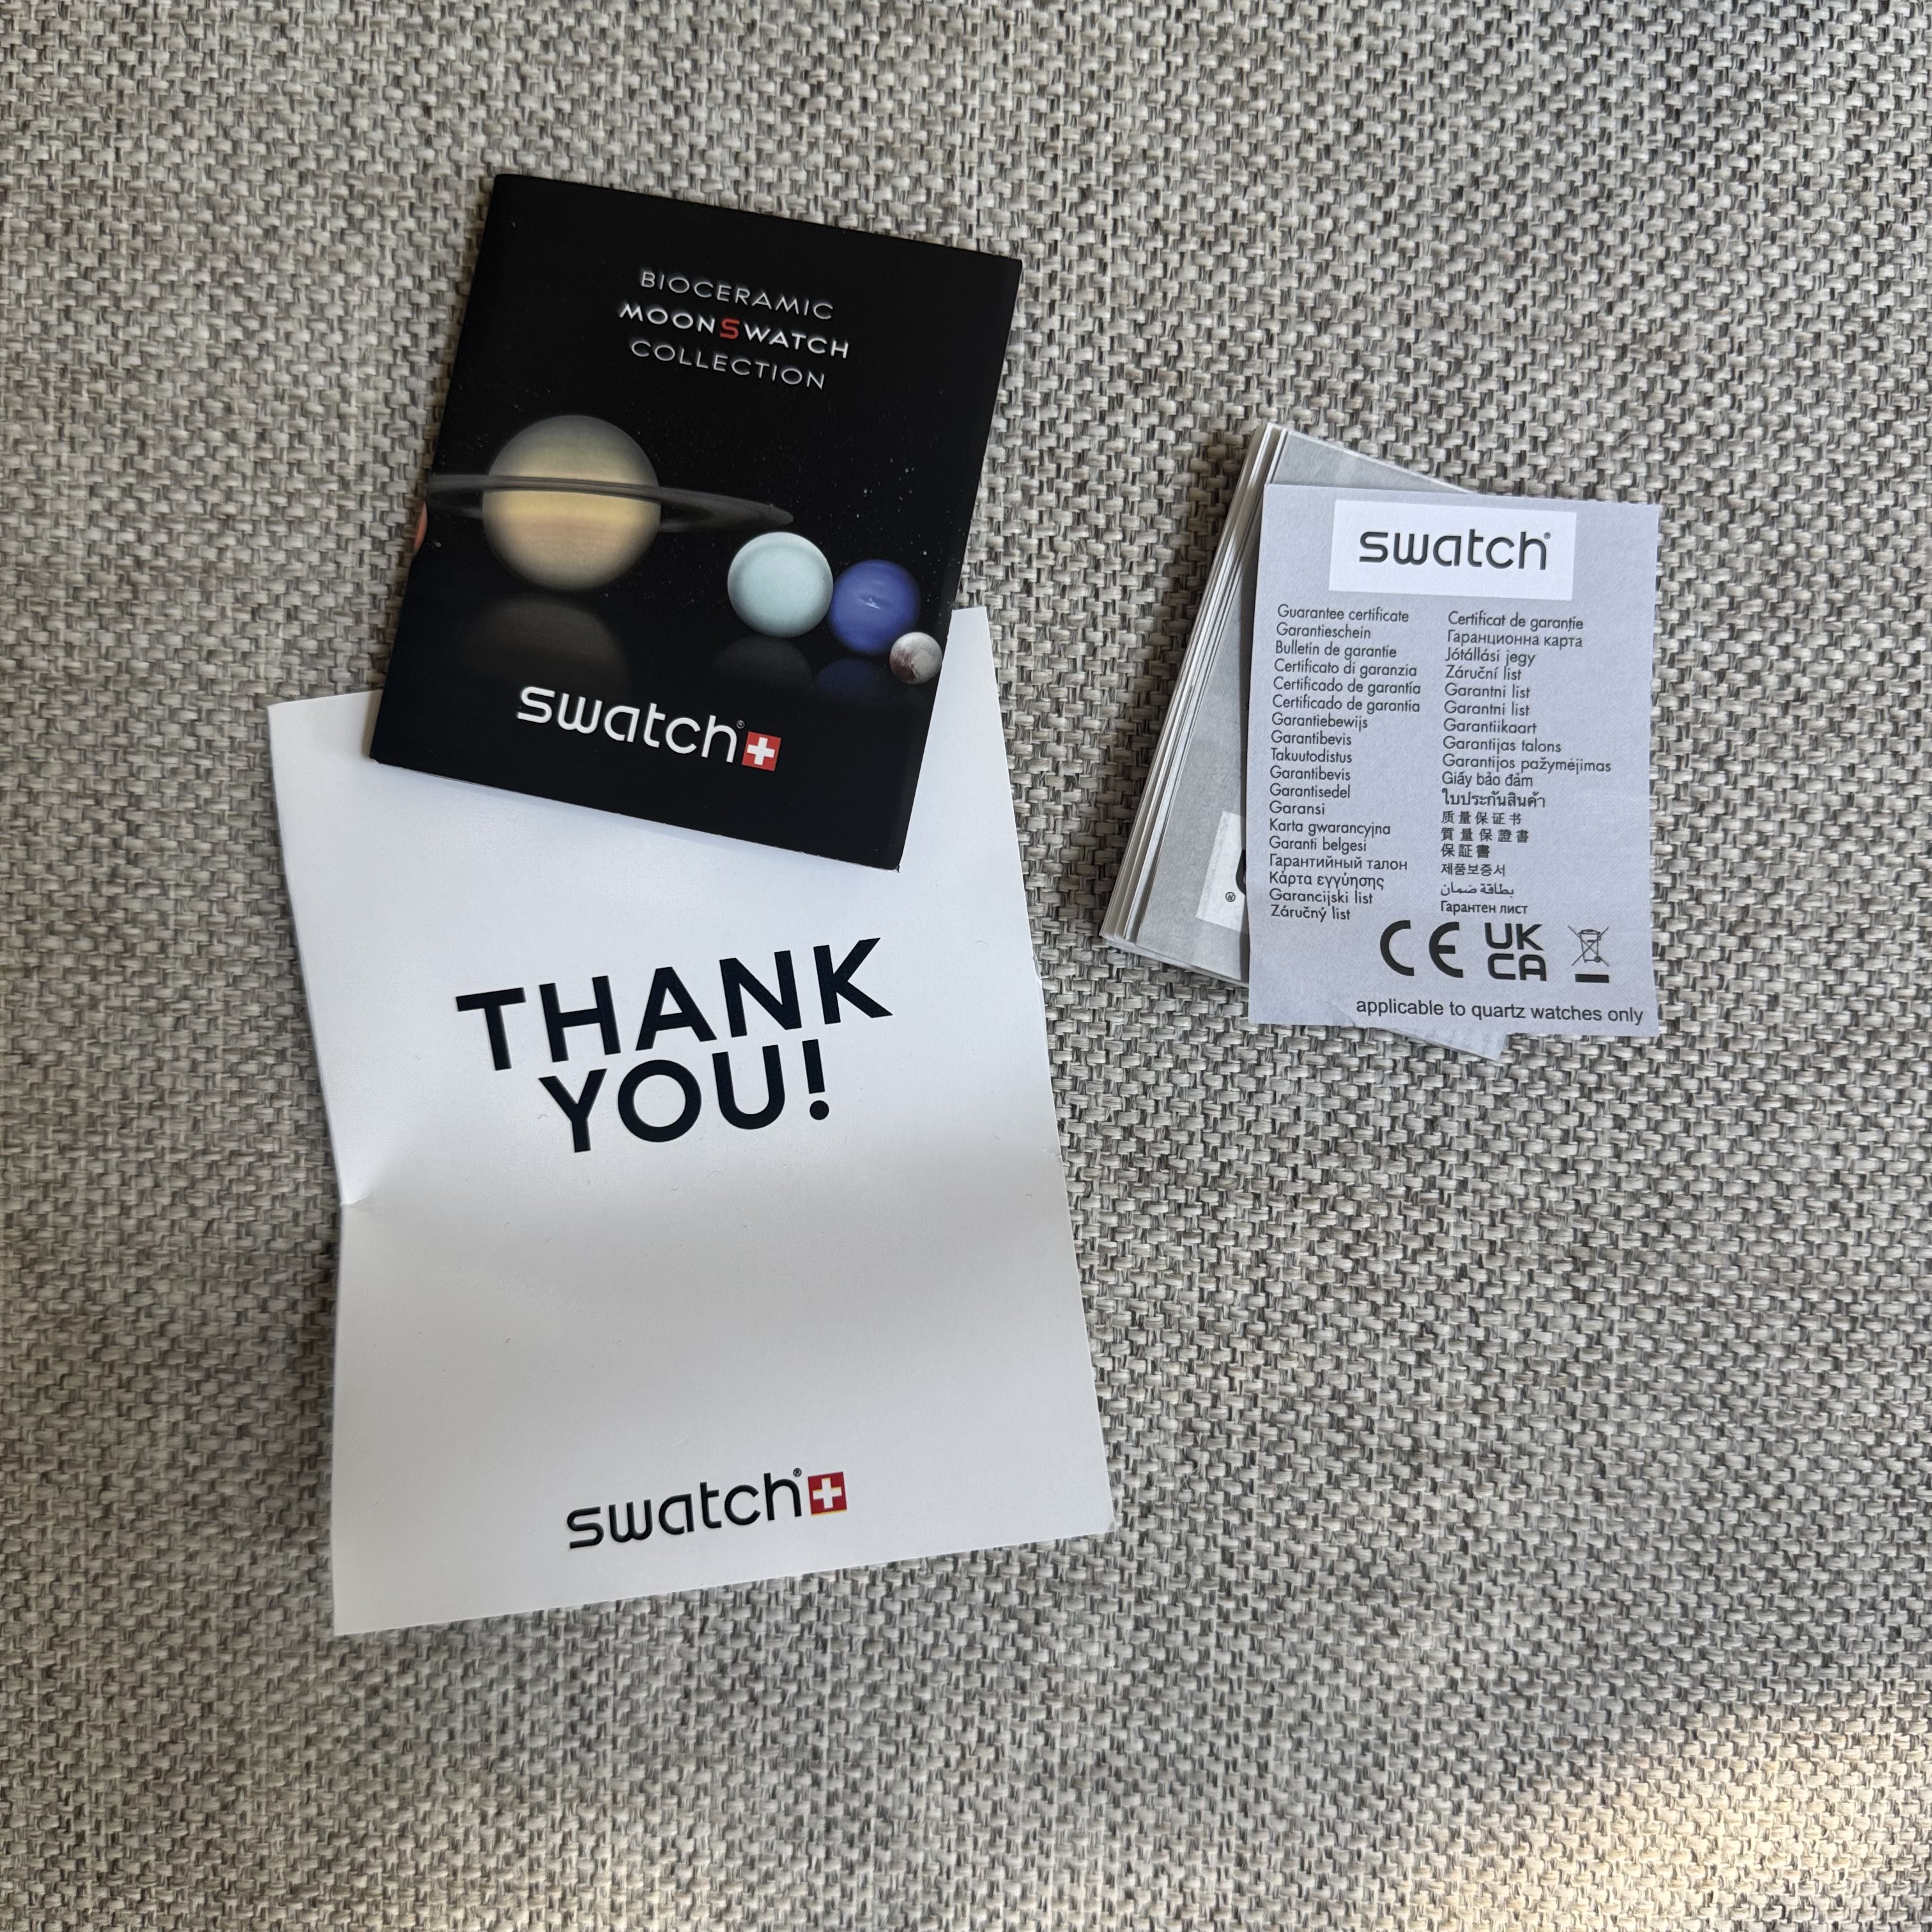 BIOCERAMIC
MOONSWATCH
COLLECTION
swatch®
THANK
YOU!
swatch®
swatch®
Guarantee certificate
Garantieschein
Bulletin de garantie
Certificato di garanzia
Certificado de garantía
Certificado de garantia
Garantiebewijs
Garantibevis
Takuutodistus
Garantibevis
Garantisedel
Garansi
Karta gwarancyjna
Garanti belgesi
Гарантийный талон
Κάρτα εγγύησης
Garancijski list
Záručný list
Certificat de garanţie
Гаранционна карта
Jótállási jegy
Záruční list
Garantni list
Garantni list
Garantiikaart
Garantijas talons
Garantijos pažymėjimas
Giấy bảo đảm
ใบประกันสินค้า
质量保证书
質量保證書
保証書
제품보증서
بطاقة ضمان
Гарантен лист
CE
UK
CA
applicable to quartz watches only